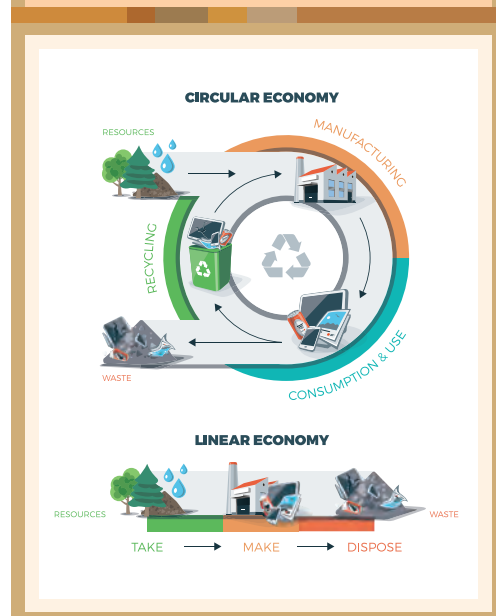 CIRCULAR ECONOMY
RESOURCES
MANUFACTURING
RECYCLING
WASTE
CONSUMPTION & USE
LINEAR ECONOMY
RESOURCES
WASTE
TAKE MAKE DISPOSE